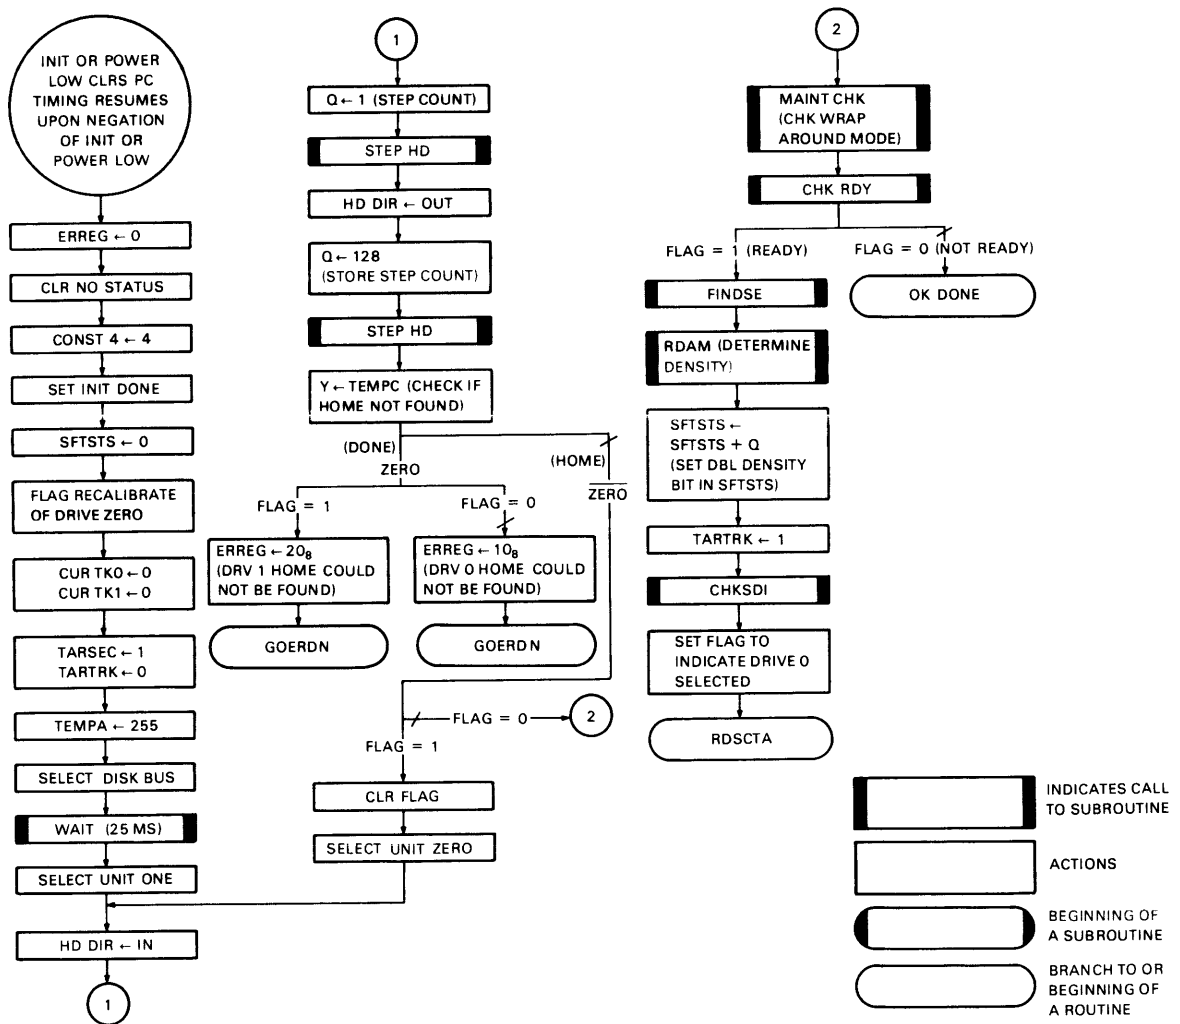 INIT OR POWER
LOW CLRS PC
TIMING RESUMES
UPON NEGATION
OF INIT OR
POWER LOW
ERREG ← 0
CLR NO STATUS
CONST 4 ← 4
SET INIT DONE
SFTSTS ← 0
FLAG RECALIBRATE
OF DRIVE ZERO
CUR TK0 ← 0
CUR TK1 ← 0
TARSEC ← 1
TARTRK ← 0
TEMPA ← 255
SELECT DISK BUS
WAIT (25 MS)
SELECT UNIT ONE
HD DIR ← IN
1
1
Q ← 1 (STEP COUNT)
STEP HD
HD DIR ← OUT
Q ← 128
(STORE STEP COUNT)
STEP HD
Y ← TEMPC (CHECK IF
HOME NOT FOUND)
(DONE)
ZERO
(HOME)
ZERO
FLAG = 1
FLAG = 0
ERREG ← 20₈
(DRV 1 HOME COULD
NOT BE FOUND)
GOERDN
ERREG ← 10₈
(DRV 0 HOME COULD
NOT BE FOUND)
GOERDN
FLAG = 0
2
FLAG = 1
CLR FLAG
SELECT UNIT ZERO
2
MAINT CHK
(CHK WRAP
AROUND MODE)
CHK RDY
FLAG = 1 (READY)
FLAG = 0 (NOT READY)
FINDSE
OK DONE
RDAM (DETERMINE
DENSITY)
SFTSTS ←
SFTSTS + Q
(SET DBL DENSITY
BIT IN SFTSTS)
TARTRK ← 1
CHKSDI
SET FLAG TO
INDICATE DRIVE 0
SELECTED
RDSCTA
INDICATES CALL
TO SUBROUTINE
ACTIONS
BEGINNING OF
A SUBROUTINE
BRANCH TO OR
BEGINNING OF
A ROUTINE